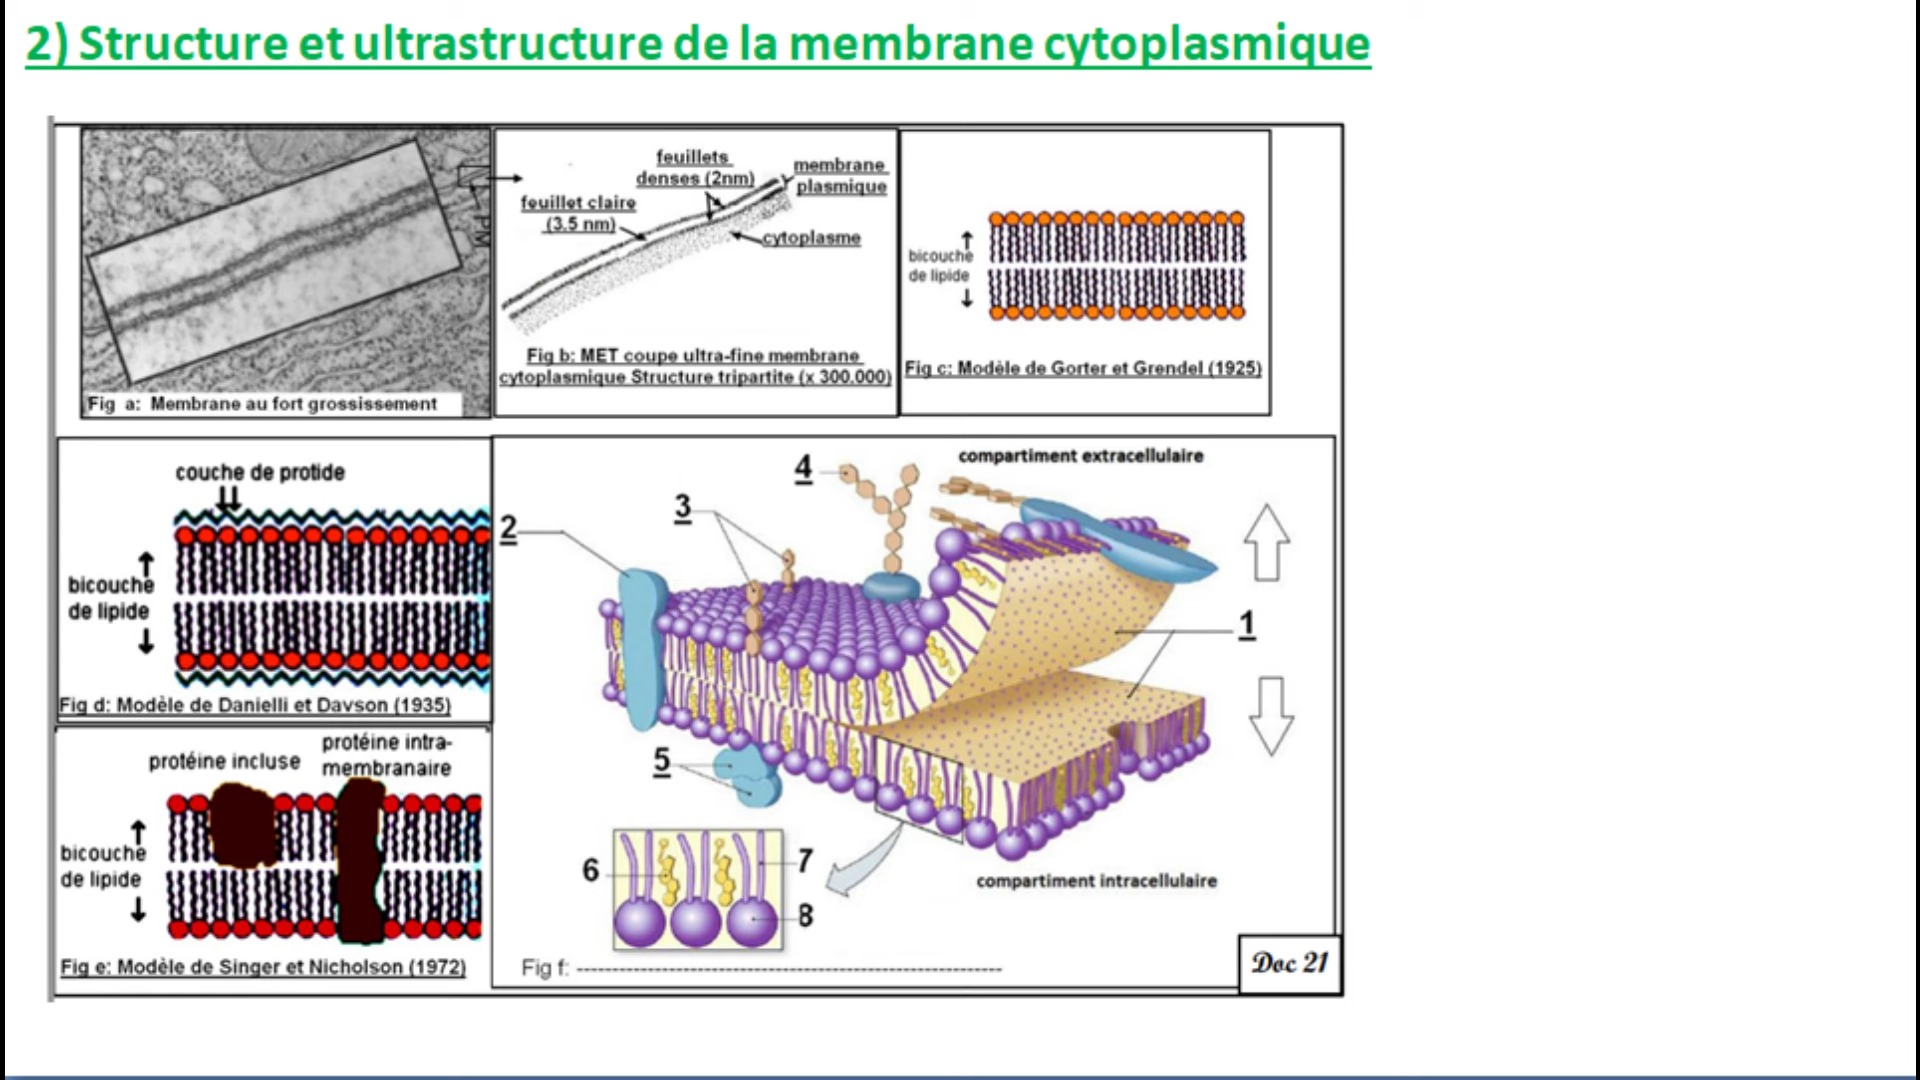 2) Structure et ultrastructure de la membrane cytoplasmique
PM
Fig a: Membrane au fort grossissement
feuillets
denses (2nm)
membrane
plasmique
feuillet claire
(3.5 nm)
cytoplasme
Fig b: MET coupe ultra-fine membrane
cytoplasmique Structure tripartite (x 300.000)
bicouche
de lipide
Fig c: Modèle de Gorter et Grendel (1925)
couche de protide
bicouche
de lipide
Fig d: Modèle de Danielli et Davson (1935)
protéine incluse
protéine intra-
membranaire
bicouche
de lipide
Fig e: Modèle de Singer et Nicholson (1972)
compartiment extracellulaire
4
3
2
1
5
6
7
8
compartiment intracellulaire
Fig f: ------------------------------------------------------------
Doc 21